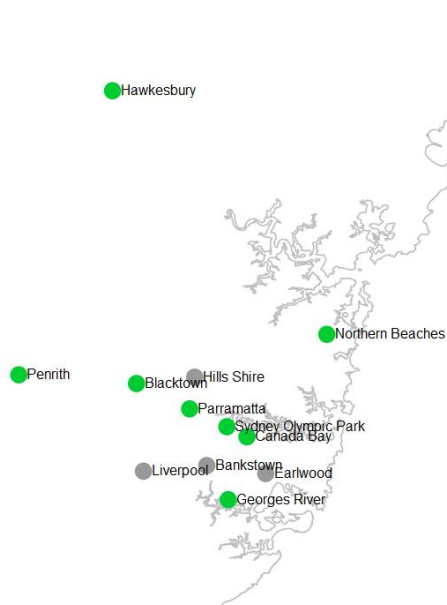 Hawkesbury
Northern Beaches
Penrith
Hills Shire
Blacktown
Parramatta
Sydney Olympic Park
Canada Bay
Bankstown
Liverpool
Earlwood
Georges River